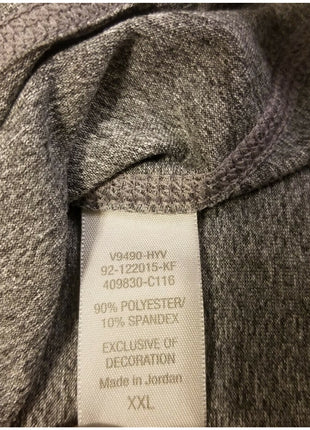 V9490-HYV
92-122015-KF
409830-C116
90% POLYESTER/
10% SPANDEX
EXCLUSIVE OF
DECORATION
Made in Jordan
XXL